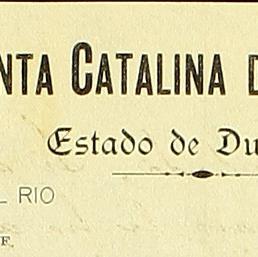 NTA CATALINA D
Estado de Du
L RIO
F.